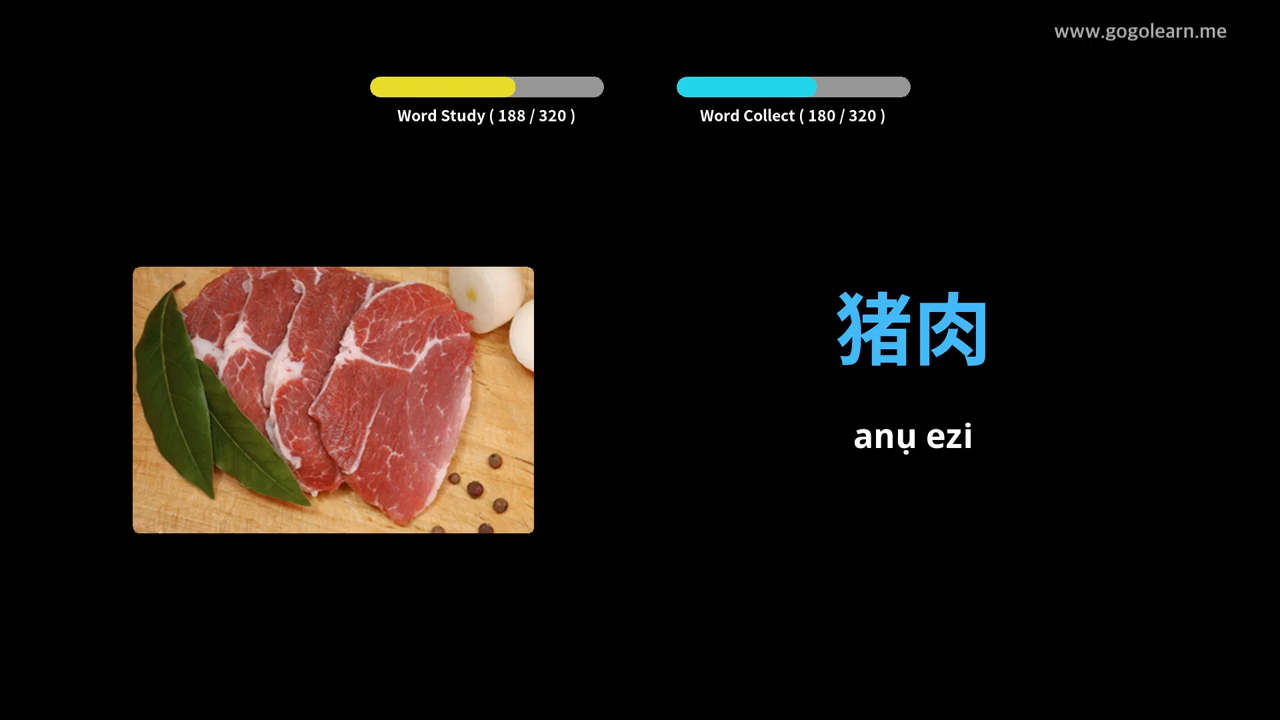 www.gogolearn.me
Word Study ( 188 / 320 )
Word Collect ( 180 / 320 )
猪肉
anụ ezi